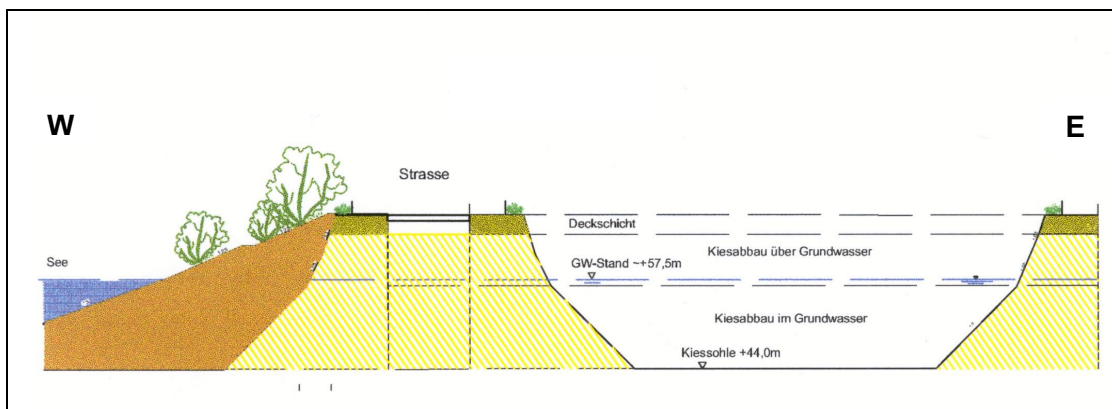 W
E
Strasse
Deckschicht
Kiesabbau über Grundwasser
See
GW-Stand ~+57,5m
Kiesabbau im Grundwasser
Kiessohle +44,0m